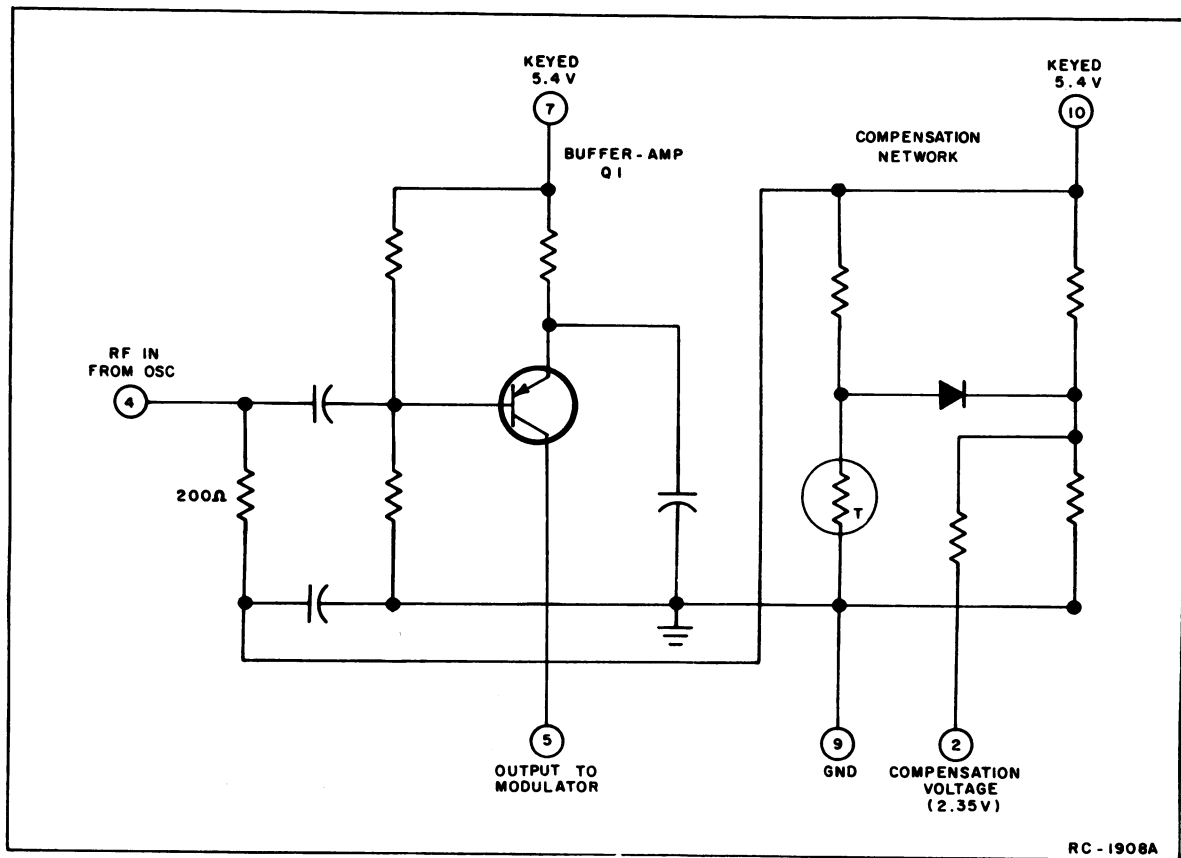 KEYED
5.4 V
7
BUFFER-AMP
Q1
KEYED
5.4 V
10
COMPENSATION
NETWORK
RF IN
FROM OSC
4
200Ω
T
5
OUTPUT TO
MODULATOR
9
GND
2
COMPENSATION
VOLTAGE
(2.35V)
RC-1908A